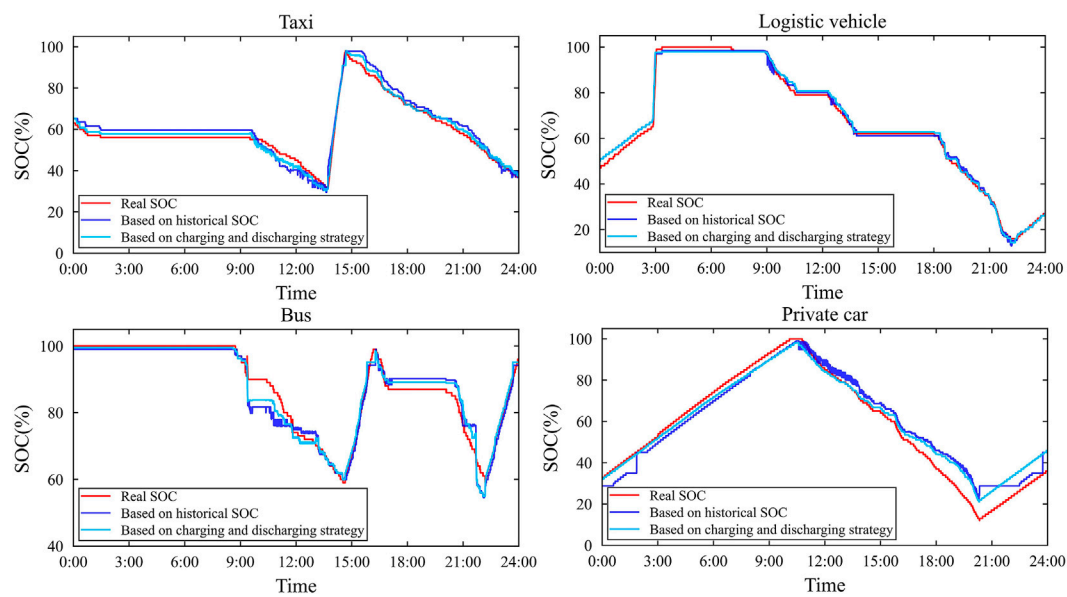 Taxi
SOC(%)
100
80
60
40
20
0
Real SOC
Based on historical SOC
Based on charging and discharging strategy
0:00 3:00 6:00 9:00 12:00 15:00 18:00 21:00 24:00
Time
Logistic vehicle
SOC(%)
100
80
60
40
20
Real SOC
Based on historical SOC
Based on charging and discharging strategy
0:00 3:00 6:00 9:00 12:00 15:00 18:00 21:00 24:00
Time
Bus
SOC(%)
100
80
60
40
Real SOC
Based on historical SOC
Based on charging and discharging strategy
0:00 3:00 6:00 9:00 12:00 15:00 18:00 21:00 24:00
Time
Private car
SOC(%)
100
80
60
40
20
0
Real SOC
Based on historical SOC
Based on charging and discharging strategy
0:00 3:00 6:00 9:00 12:00 15:00 18:00 21:00 24:00
Time